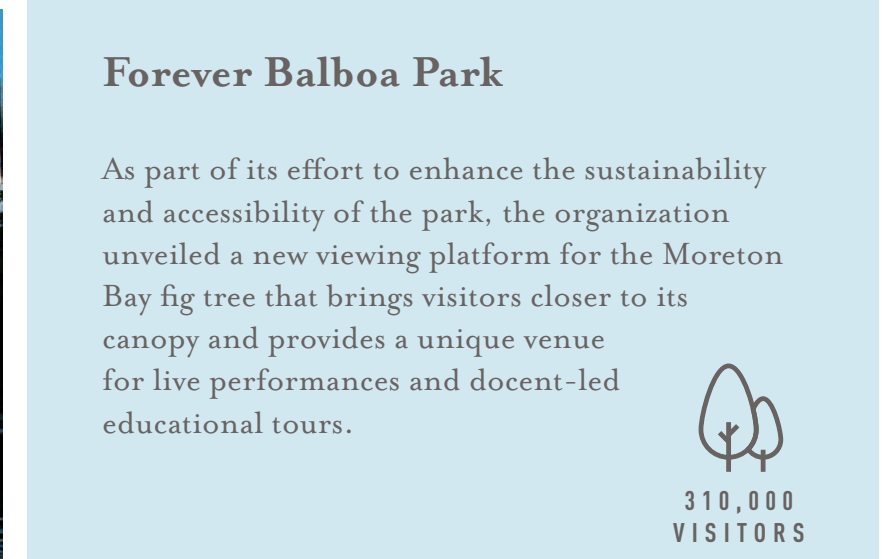 Forever Balboa Park
As part of its effort to enhance the sustainability
and accessibility of the park, the organization
unveiled a new viewing platform for the Moreton
Bay fig tree that brings visitors closer to its
canopy and provides a unique venue
for live performances and docent-led
educational tours.
310,000
VISITORS